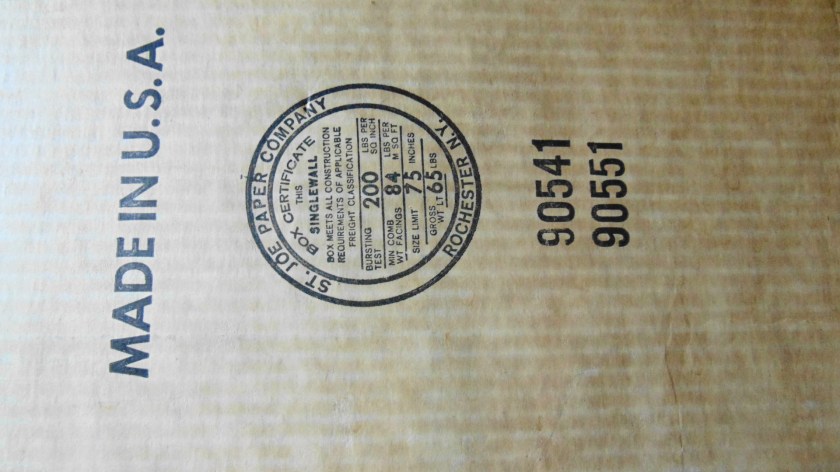 MADE IN U.S.A.
ST. JOE PAPER COMPANY
BOX CERTIFICATE
THIS
SINGLEWALL
BOX MEETS ALL CONSTRUCTION
REQUIREMENTS OF APPLICABLE
FREIGHT CLASSIFICATION
BURSTING TEST 200 LBS PER SQ INCH
MIN COMB WT FACINGS 84 LBS PER M SQ FT
SIZE LIMIT 75 INCHES
GROSS WT LT 65 LBS
ROCHESTER N.Y.
90541
90551